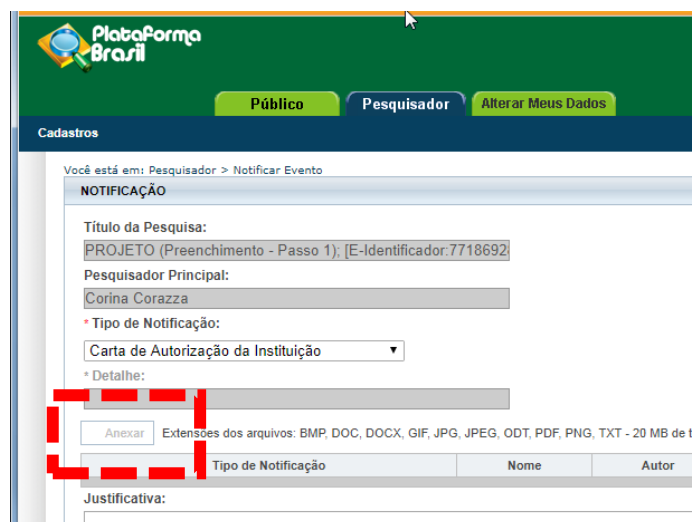 Plataforma
Brasil
Público Pesquisador Alterar Meus Dados
Cadastros
Você está em: Pesquisador > Notificar Evento
NOTIFICAÇÃO
Título da Pesquisa:
PROJETO (Preenchimento - Passo 1); [E-Identificador:7718692
Pesquisador Principal:
Corina Corazza
* Tipo de Notificação:
Carta de Autorização da Instituição
* Detalhe:
Anexar Extensões dos arquivos: BMP, DOC, DOCX, GIF, JPG, JPEG, ODT, PDF, PNG, TXT - 20 MB de t
Tipo de Notificação Nome Autor
Justificativa: